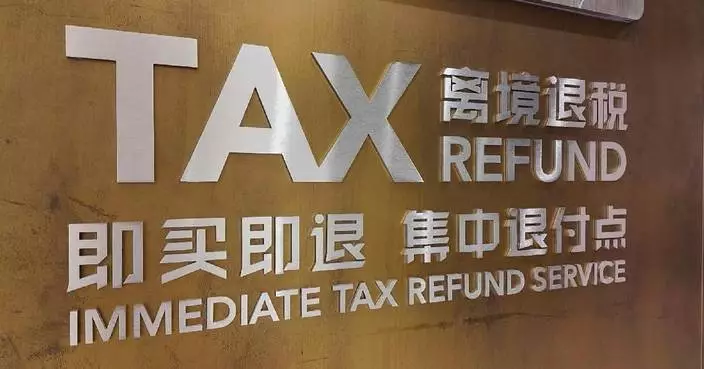 TAX 离境退税
REFUND
即买即退 集中退付点
IMMEDIATE TAX REFUND SERVICE